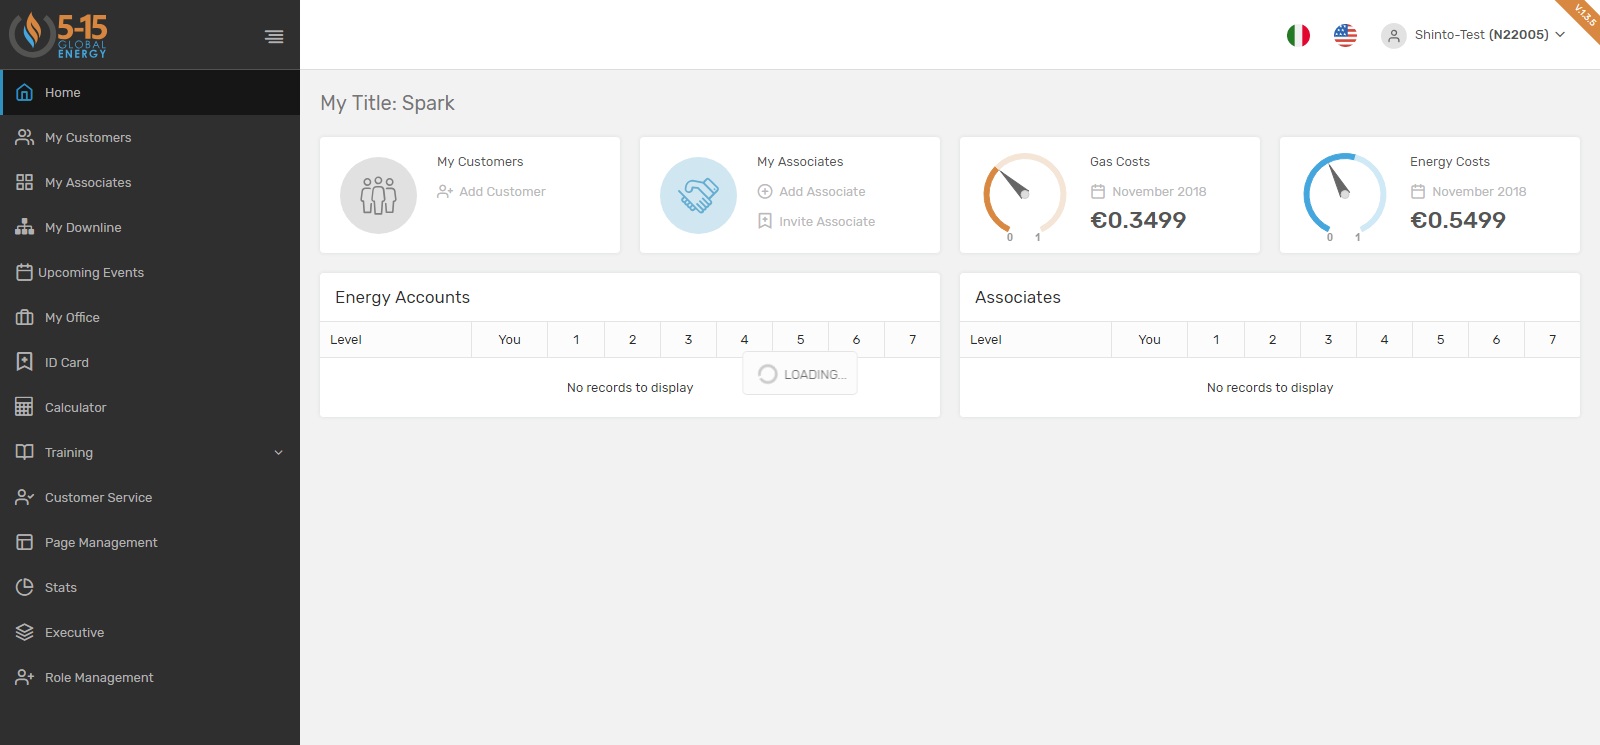 5-15
GLOBAL
ENERGY
Shinto-Test (N22005)
V.1.3.5
Home
My Customers
My Associates
My Downline
Upcoming Events
My Office
ID Card
Calculator
Training
Customer Service
Page Management
Stats
Executive
Role Management
My Title: Spark
My Customers
Add Customer
My Associates
Add Associate
Invite Associate
Gas Costs
November 2018
€0.3499
0 1
Energy Costs
November 2018
€0.5499
0 1
Energy Accounts
Level You 1 2 3 4 5 6 7
No records to display
LOADING...
Associates
Level You 1 2 3 4 5 6 7
No records to display